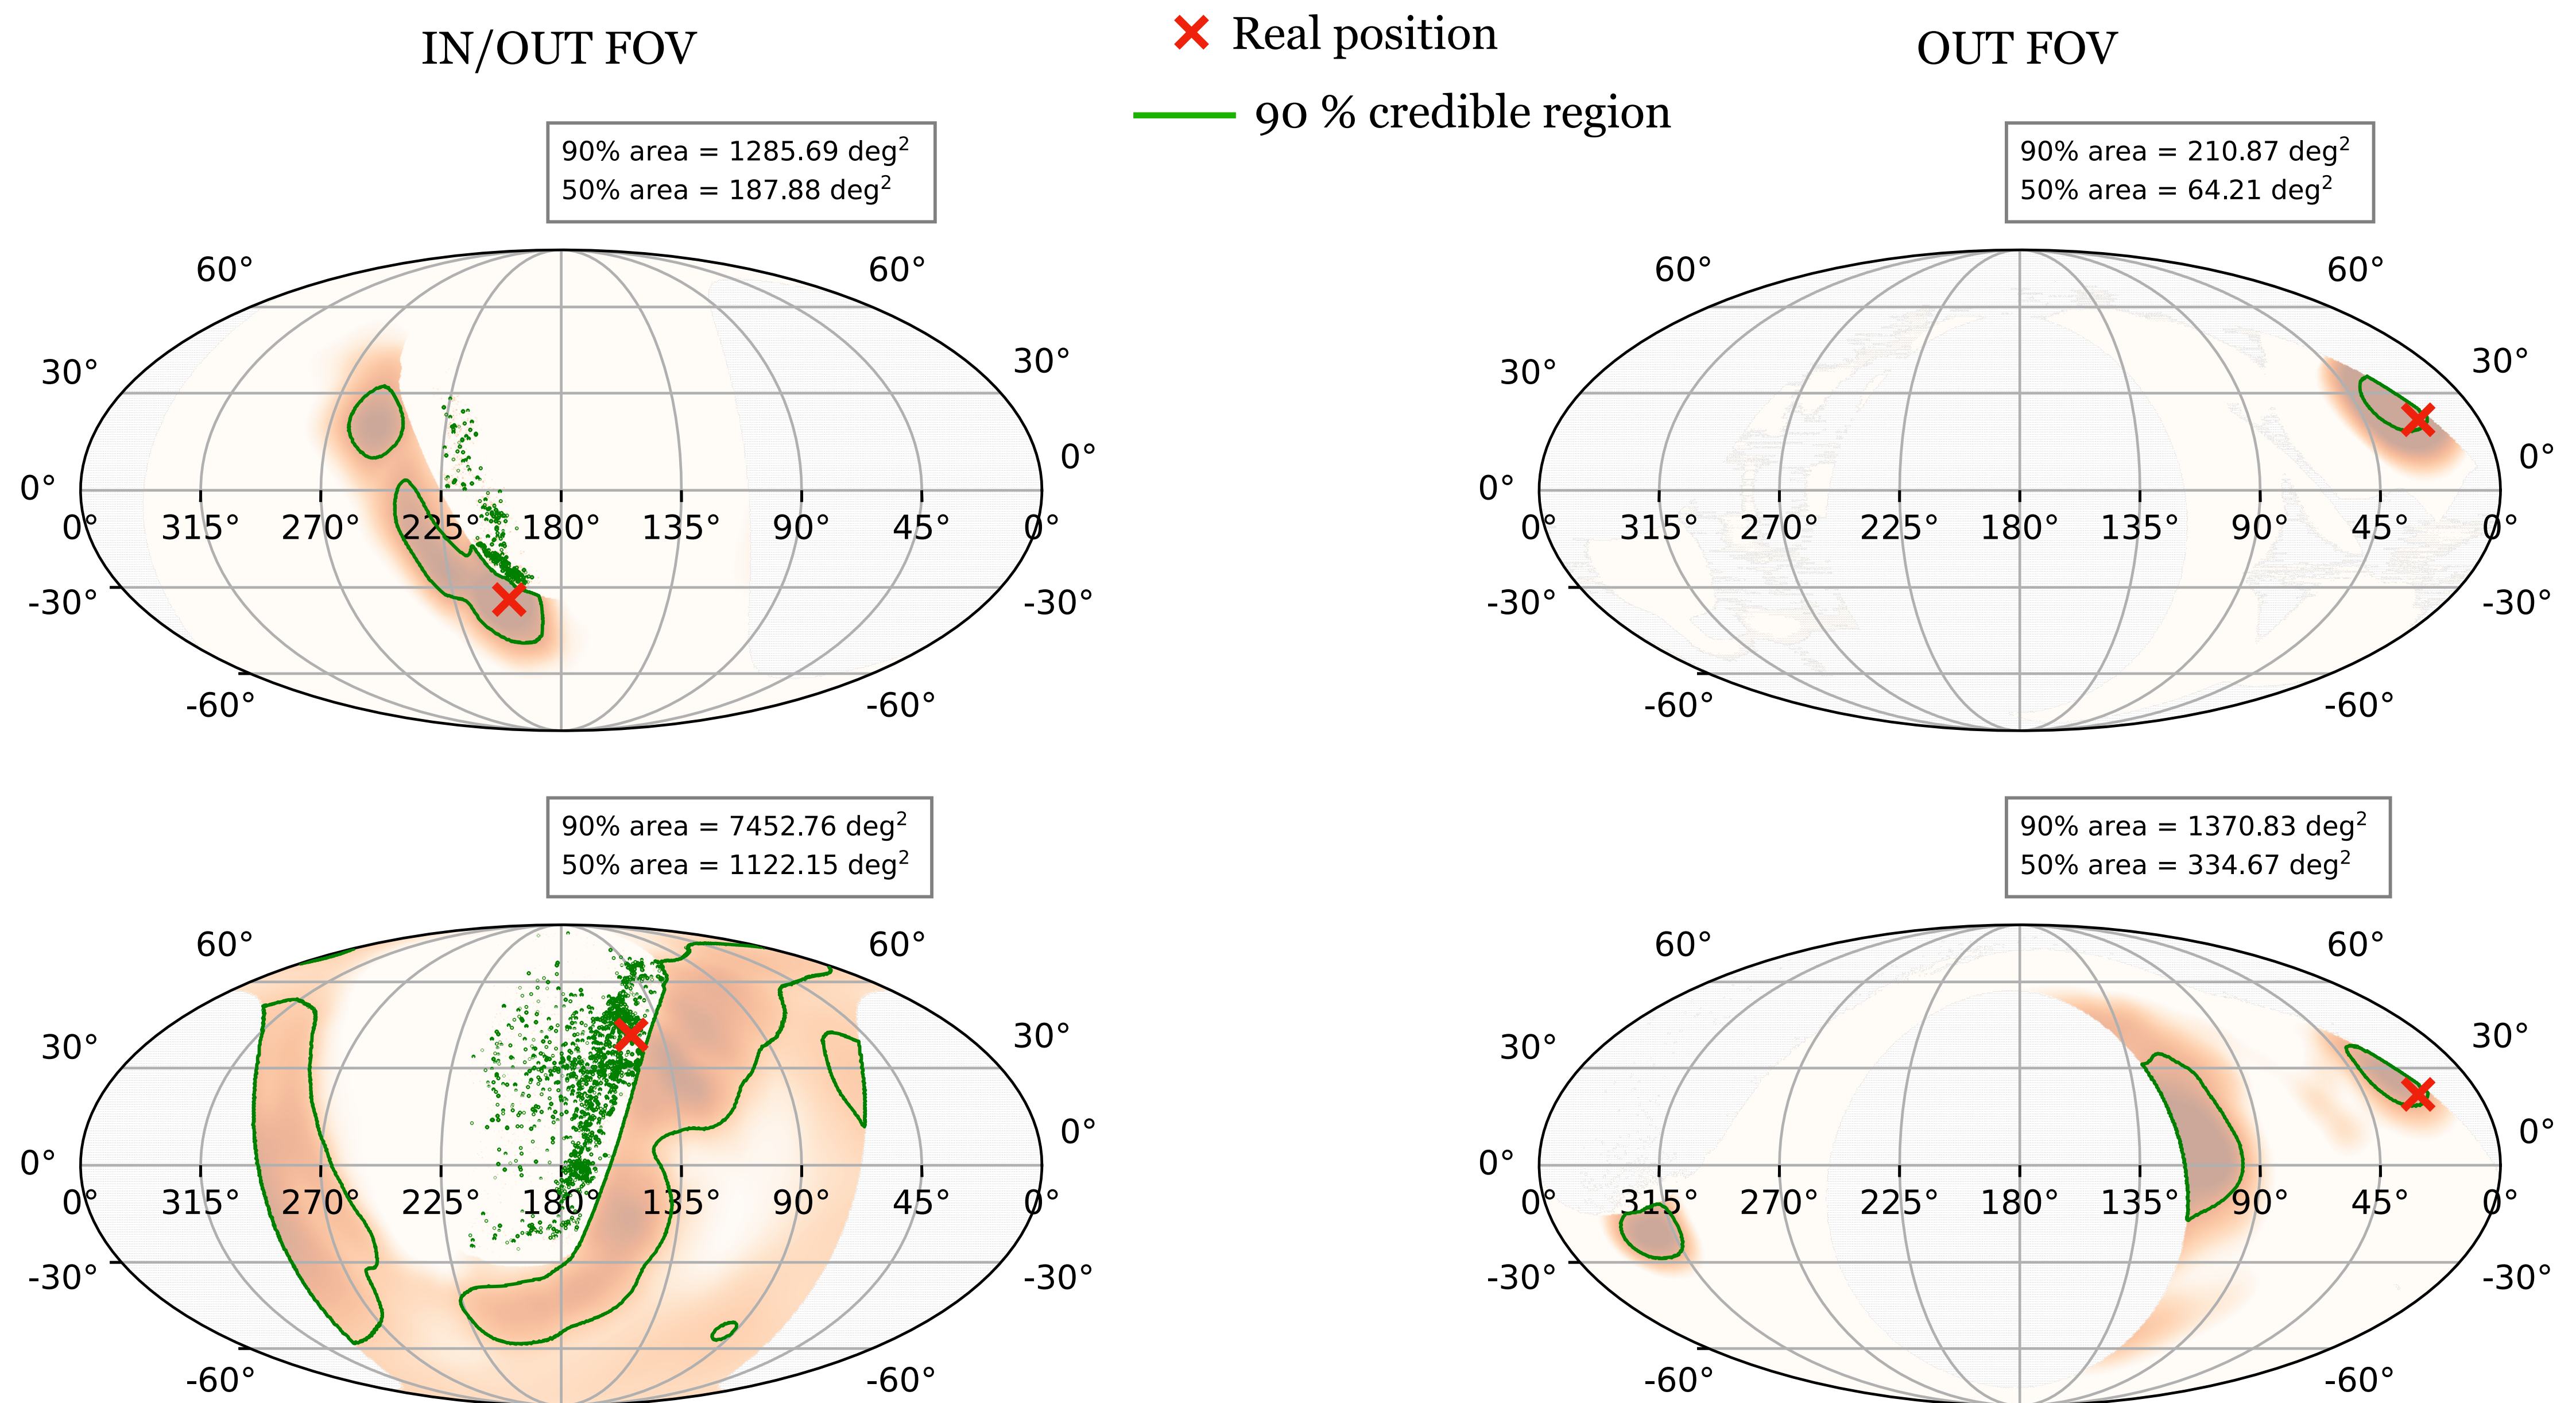 IN/OUT FOV
Real position
90 % credible region
OUT FOV
90% area = 1285.69 deg²
50% area = 187.88 deg²
60° 60°
30° 30°
0° 0°
0° 315° 270° 225° 180° 135° 90° 45° 0°
-30° -30°
-60° -60°
90% area = 210.87 deg²
50% area = 64.21 deg²
60° 60°
30° 30°
0° 0°
0° 315° 270° 225° 180° 135° 90° 45° 0°
-30° -30°
-60° -60°
90% area = 7452.76 deg²
50% area = 1122.15 deg²
60° 60°
30° 30°
0° 0°
0° 315° 270° 225° 180° 135° 90° 45° 0°
-30° -30°
-60° -60°
90% area = 1370.83 deg²
50% area = 334.67 deg²
60° 60°
30° 30°
0° 0°
0° 315° 270° 225° 180° 135° 90° 45° 0°
-30° -30°
-60° -60°